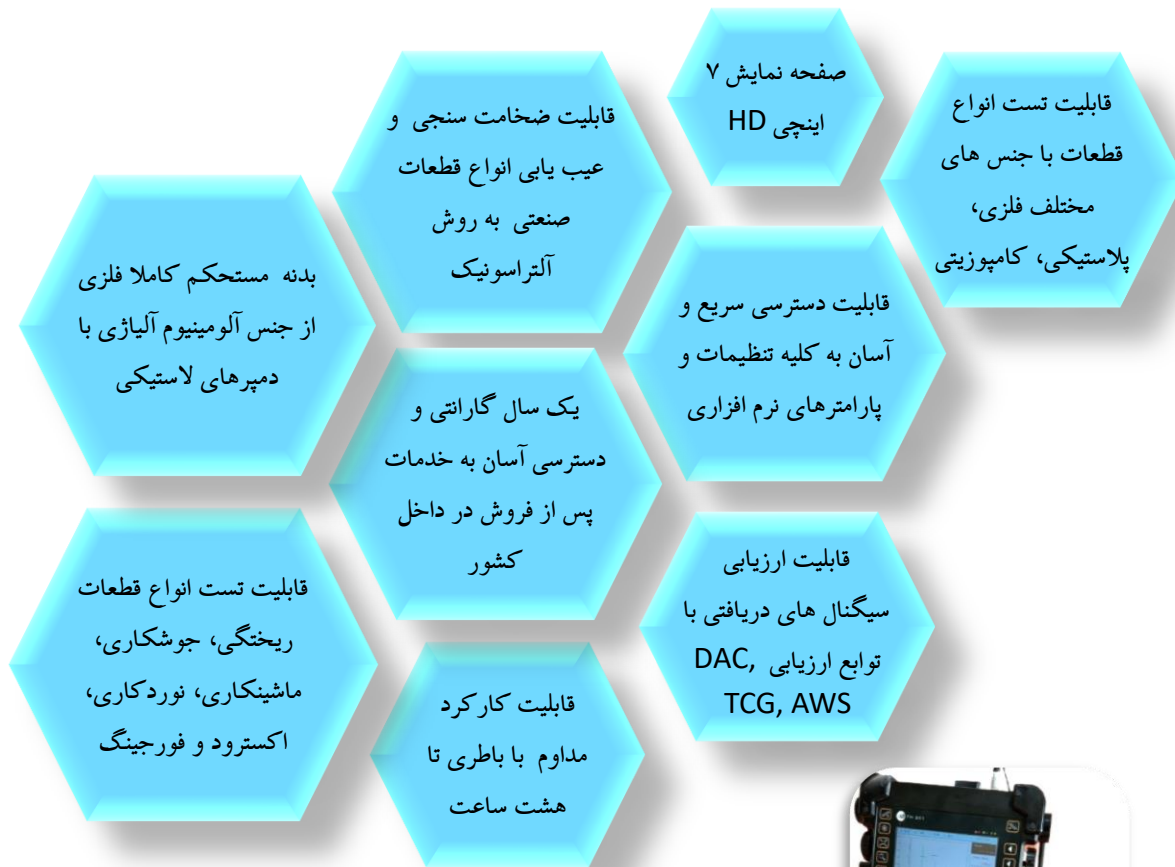 صفحه نمایش ۷
اینچی HD
قابلیت تست انواع
قطعات با جنس های
مختلف فلزی،
پلاستیکی، کامپوزیتی
قابلیت ضخامت سنجی و
عیب یابی انواع قطعات
صنعتی به روش
آلتراسونیک
بدنه مستحکم کاملا فلزی
از جنس آلومینیوم آلیاژی با
دمپرهای لاستیکی
قابلیت دسترسی سریع و
آسان به کلیه تنظیمات و
پارامترهای نرم افزاری
یک سال گارانتی و
دسترسی آسان به خدمات
پس از فروش در داخل
کشور
قابلیت ارزیابی
سیگنال های دریافتی با
توابع ارزیابی DAC,
TCG, AWS
قابلیت تست انواع قطعات
ریختگی، جوشکاری،
ماشینکاری، نوردکاری،
اکسترود و فورجینگ
قابلیت کارکرد
مداوم با باطری تا
هشت ساعت